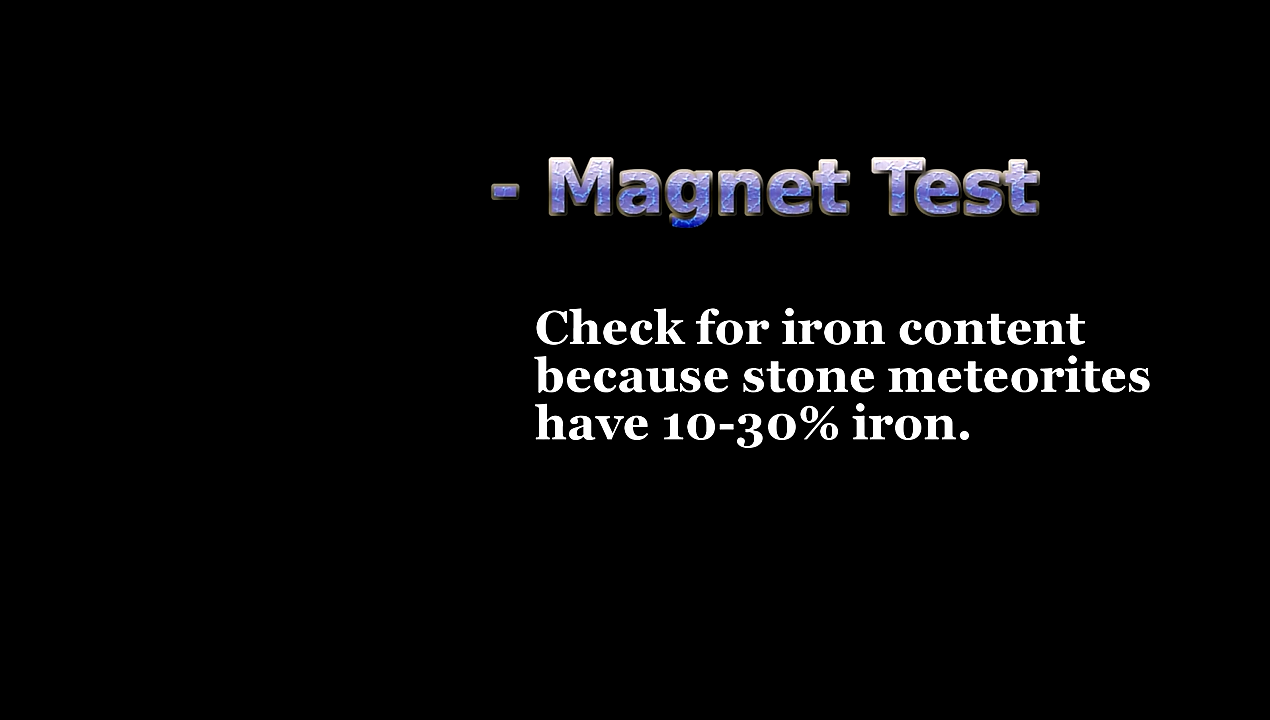 - Magnet Test
Check for iron content
because stone meteorites
have 10-30% iron.